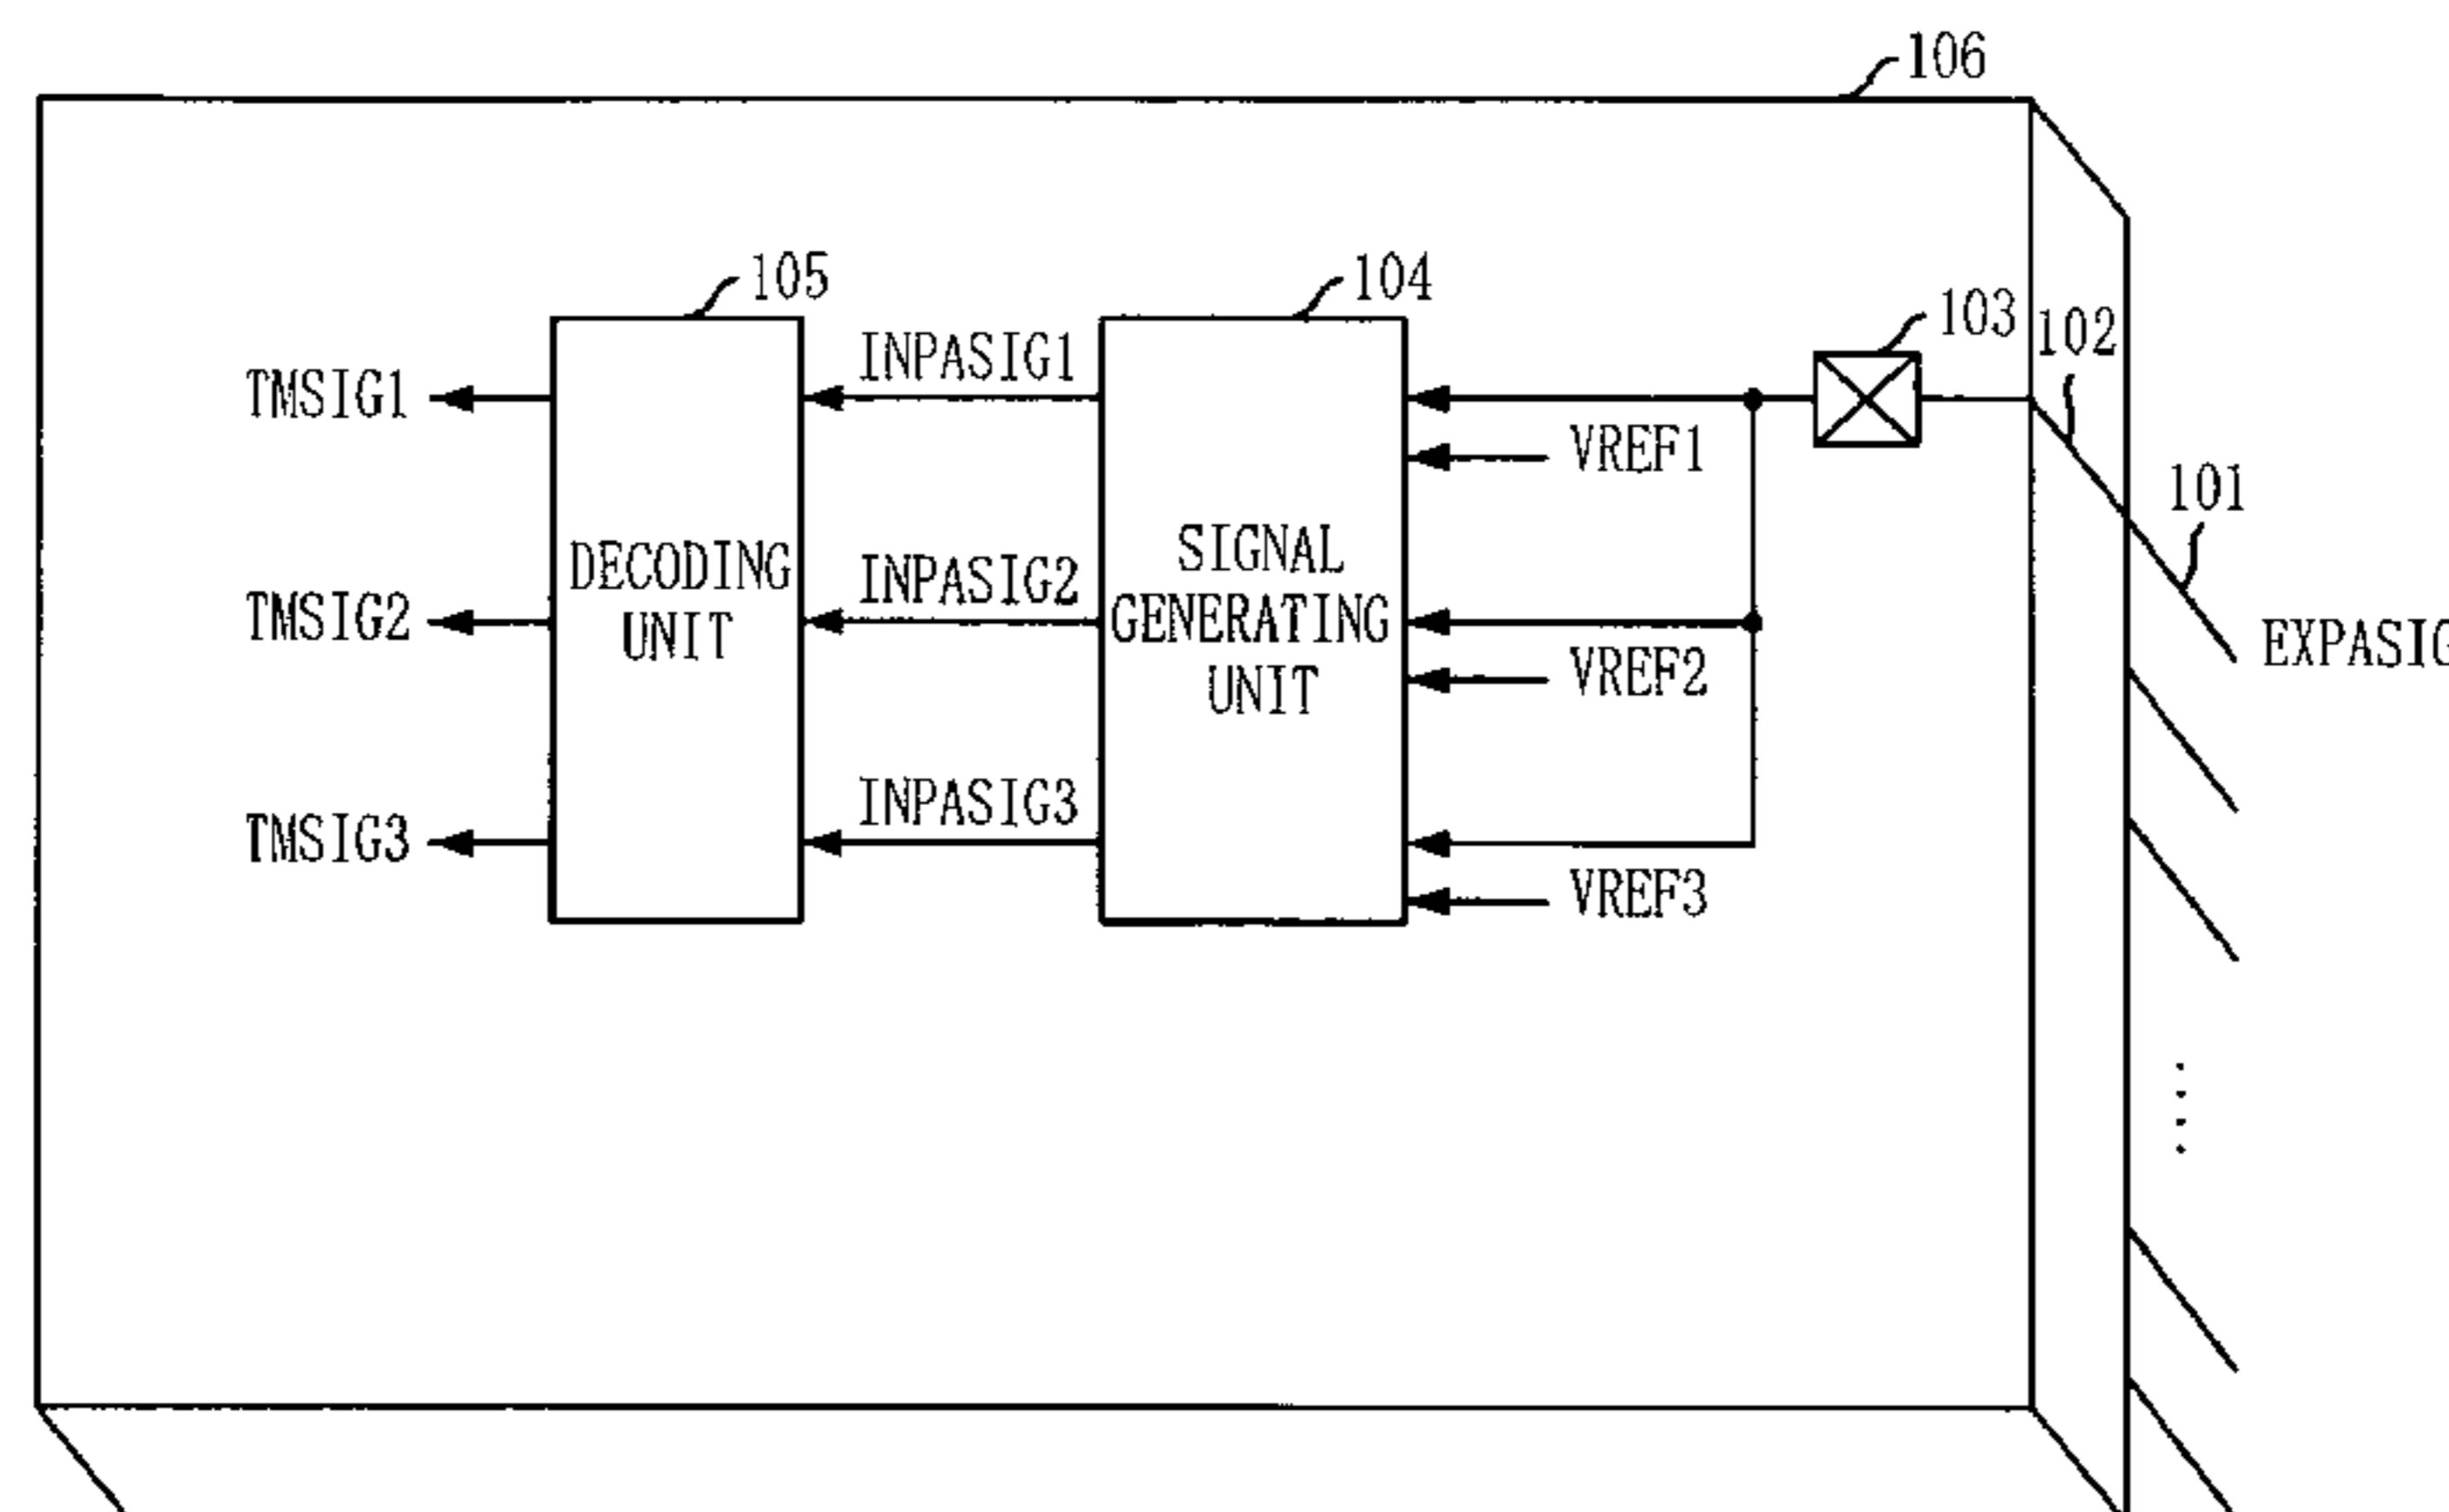 106
105
104
103
102
INPASIG1
TMSIG1
VREF1
101
DECODING
UNIT
SIGNAL
GENERATING
UNIT
INPASIG2
TMSIG2
EXPASIG
VREF2
INPASIG3
TMSIG3
VREF3